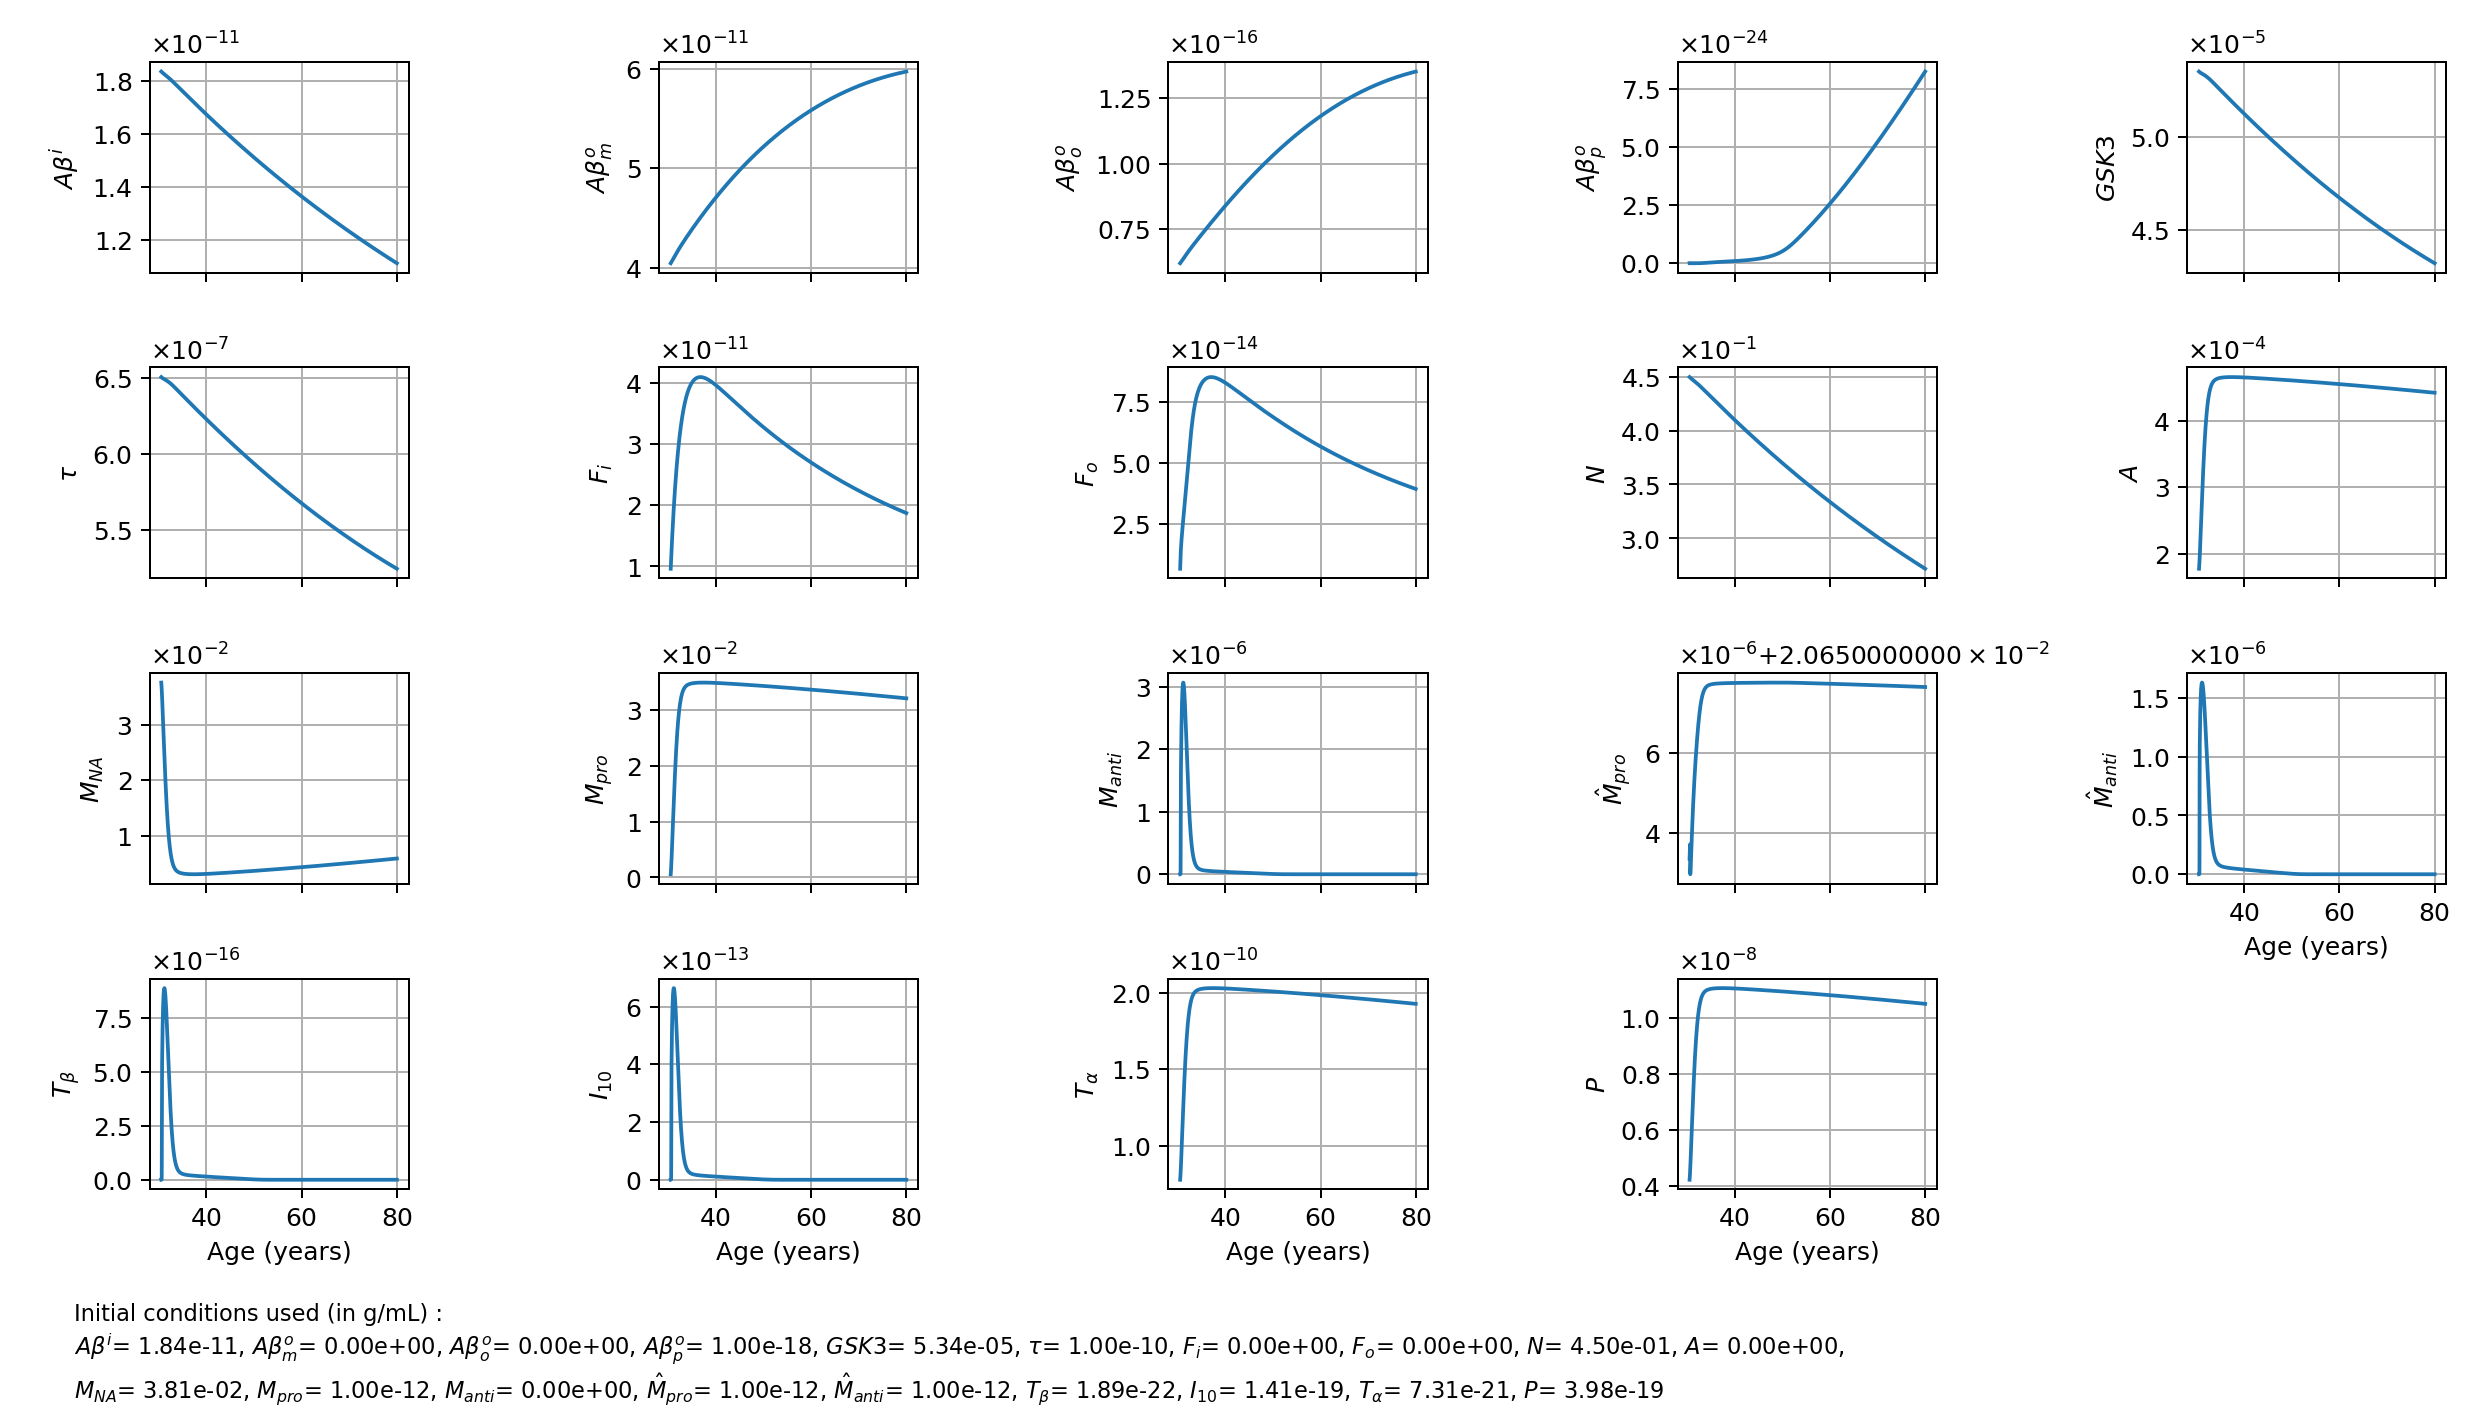 ×10⁻¹¹ ×10⁻¹¹ ×10⁻¹⁶ ×10⁻²⁴ ×10⁻⁵
Aβⁱ 1.8 1.6 1.4 1.2
Aβₘᵒ 6 5 4
Aβₒᵒ 1.25 1.00 0.75
Aβₚᵒ 7.5 5.0 2.5 0.0
GSK3 5.0 4.5
×10⁻⁷ ×10⁻¹¹ ×10⁻¹⁴ ×10⁻¹ ×10⁻⁴
τ 6.5 6.0 5.5
Fᵢ 4 3 2 1
Fₒ 7.5 5.0 2.5
N 4.5 4.0 3.5 3.0
A 4 3 2
×10⁻² ×10⁻² ×10⁻⁶ ×10⁻⁶+2.0650000000 × 10⁻² ×10⁻⁶
M_NA 3 2 1
M_pro 3 2 1 0
M_anti 3 2 1 0
M̂_pro 6 4
M̂_anti 1.5 1.0 0.5 0.0
40 60 80
Age (years)
×10⁻¹⁶ ×10⁻¹³ ×10⁻¹⁰ ×10⁻⁸
T_β 7.5 5.0 2.5 0.0
I₁₀ 6 4 2 0
T_α 2.0 1.5 1.0
P 1.0 0.8 0.6 0.4
40 60 80 40 60 80 40 60 80 40 60 80
Age (years) Age (years) Age (years) Age (years)
Initial conditions used (in g/mL) :
Aβⁱ= 1.84e-11, Aβₘᵒ= 0.00e+00, Aβₒᵒ= 0.00e+00, Aβₚᵒ= 1.00e-18, GSK3= 5.34e-05, τ= 1.00e-10, Fᵢ= 0.00e+00, Fₒ= 0.00e+00, N= 4.50e-01, A= 0.00e+00,
M_NA= 3.81e-02, M_pro= 1.00e-12, M_anti= 0.00e+00, M̂_pro= 1.00e-12, M̂_anti= 1.00e-12, T_β= 1.89e-22, I₁₀= 1.41e-19, T_α= 7.31e-21, P= 3.98e-19